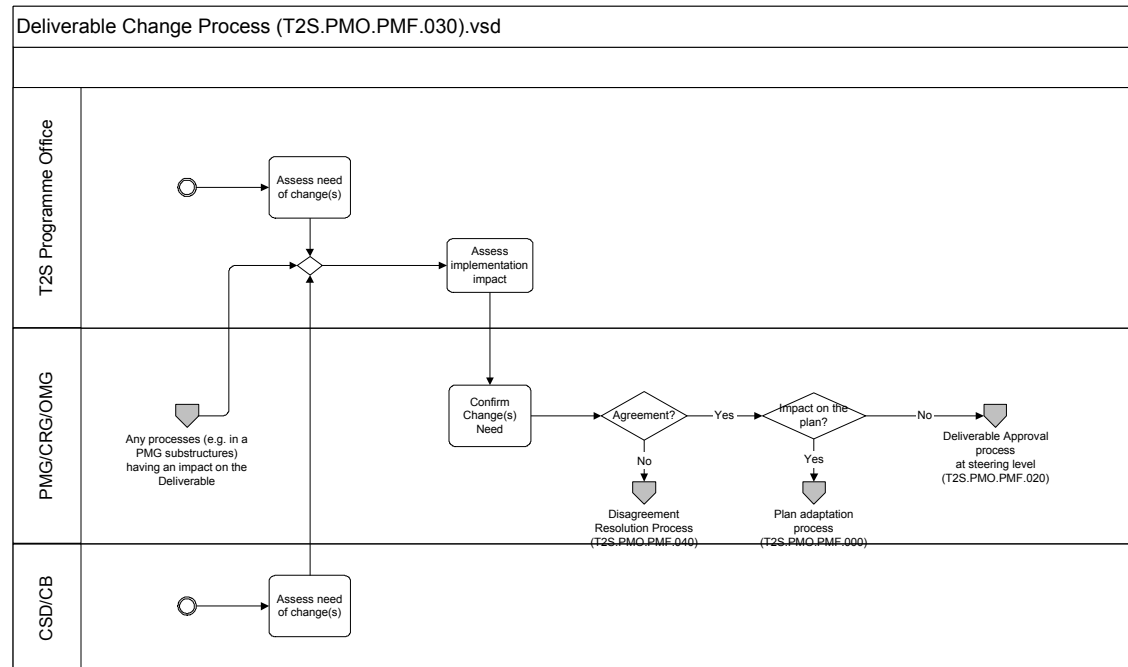 Deliverable Change Process (T2S.PMO.PMF.030).vsd
T2S Programme Office
Assess need
of change(s)
Assess
implementation
impact
PMG/CRG/OMG
Any processes (e.g. in a
PMG substructures)
having an impact on the
Deliverable
Confirm
Change(s)
Need
Agreement?
Yes
Impact on the
plan?
No
Deliverable Approval
process
at steering level
(T2S.PMO.PMF.020)
No
Disagreement
Resolution Process
(T2S.PMO.PMF.040)
Yes
Plan adaptation
process
(T2S.PMO.PMF.000)
CSD/CB
Assess need
of change(s)